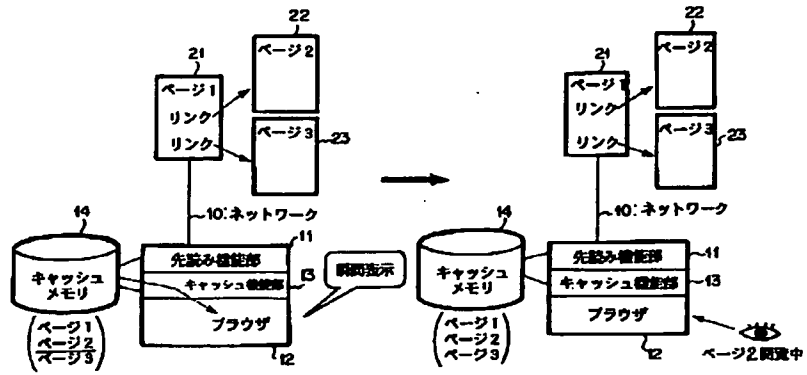 22
21
ページ2
ページ1
リンク
リンク
ページ3
23
10:ネットワーク
14
11
キャッシュ
メモリ
先読み機能部
キャッシュ機能部
13
瞬間表示
ブラウザ
ページ1
ページ2
ページ3
12
22
21
ページ2
ページ1
リンク
リンク
ページ3
23
10:ネットワーク
14
キャッシュ
メモリ
先読み機能部
11
キャッシュ機能部
13
ブラウザ
ページ1
ページ2
ページ3
12
ページ2閲覧中